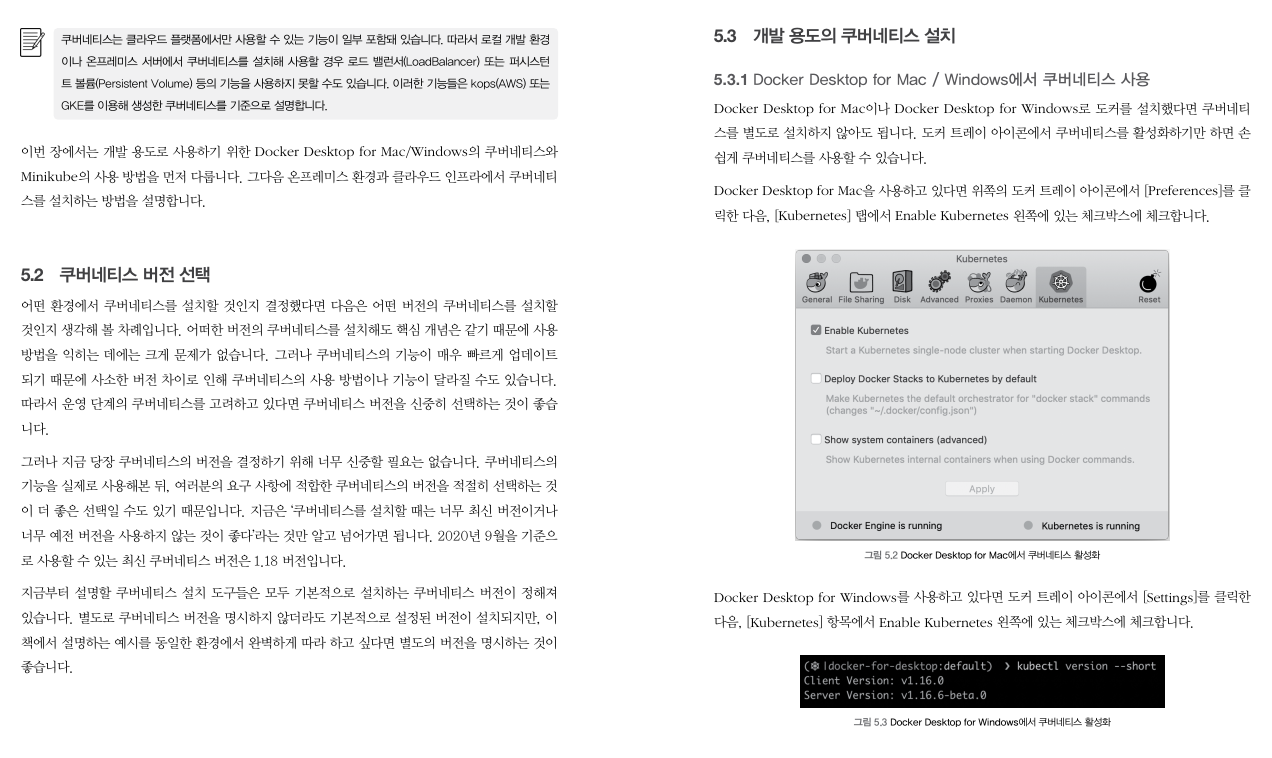 쿠버네티스는 클라우드 플랫폼에서만 사용할 수 있는 기능이 일부 포함돼 있습니다. 따라서 로컬 개발 환경
이나 온프레미스 서버에서 쿠버네티스를 설치해 사용할 경우 로드 밸런서(LoadBalancer) 또는 퍼시스턴
트 볼륨(Persistent Volume) 등의 기능을 사용하지 못할 수도 있습니다. 이러한 기능들은 kops(AWS) 또는
GKE를 이용해 생성한 쿠버네티스를 기준으로 설명합니다.
이번 장에서는 개발 용도로 사용하기 위한 Docker Desktop for Mac/Windows의 쿠버네티스와
Minikube의 사용 방법을 먼저 다룹니다. 그다음 온프레미스 환경과 클라우드 인프라에서 쿠버네티
스를 설치하는 방법을 설명합니다.
5.2 쿠버네티스 버전 선택
어떤 환경에서 쿠버네티스를 설치할 것인지 결정했다면 다음은 어떤 버전의 쿠버네티스를 설치할
것인지 생각해 볼 차례입니다. 어떠한 버전의 쿠버네티스를 설치해도 핵심 개념은 같기 때문에 사용
방법을 익히는 데에는 크게 문제가 없습니다. 그러나 쿠버네티스의 기능이 매우 빠르게 업데이트
되기 때문에 사소한 버전 차이로 인해 쿠버네티스의 사용 방법이나 기능이 달라질 수도 있습니다.
따라서 운영 단계의 쿠버네티스를 고려하고 있다면 쿠버네티스 버전을 신중히 선택하는 것이 좋습
니다.
그러나 지금 당장 쿠버네티스의 버전을 결정하기 위해 너무 신중할 필요는 없습니다. 쿠버네티스의
기능을 실제로 사용해본 뒤, 여러분의 요구 사항에 적합한 쿠버네티스의 버전을 적절히 선택하는 것
이 더 좋은 선택일 수도 있기 때문입니다. 지금은 ‘쿠버네티스를 설치할 때는 너무 최신 버전이거나
너무 예전 버전을 사용하지 않는 것이 좋다’라는 것만 알고 넘어가면 됩니다. 2020년 9월을 기준으
로 사용할 수 있는 최신 쿠버네티스 버전은 1.18 버전입니다.
지금부터 설명할 쿠버네티스 설치 도구들은 모두 기본적으로 설치하는 쿠버네티스 버전이 정해져
있습니다. 별도로 쿠버네티스 버전을 명시하지 않더라도 기본적으로 설정된 버전이 설치되지만, 이
책에서 설명하는 예시를 동일한 환경에서 완벽하게 따라 하고 싶다면 별도의 버전을 명시하는 것이
좋습니다.
5.3 개발 용도의 쿠버네티스 설치
5.3.1 Docker Desktop for Mac / Windows에서 쿠버네티스 사용
Docker Desktop for Mac이나 Docker Desktop for Windows로 도커를 설치했다면 쿠버네티
스를 별도로 설치하지 않아도 됩니다. 도커 트레이 아이콘에서 쿠버네티스를 활성화하기만 하면 손
쉽게 쿠버네티스를 사용할 수 있습니다.
Docker Desktop for Mac을 사용하고 있다면 위쪽의 도커 트레이 아이콘에서 [Preferences]를 클
릭한 다음, [Kubernetes] 탭에서 Enable Kubernetes 왼쪽에 있는 체크박스에 체크합니다.
Kubernetes
General File Sharing Disk Advanced Proxies Daemon Kubernetes Reset
Enable Kubernetes
Start a Kubernetes single-node cluster when starting Docker Desktop.
Deploy Docker Stacks to Kubernetes by default
Make Kubernetes the default orchestrator for "docker stack" commands
(changes "~/.docker/config.json")
Show system containers (advanced)
Show Kubernetes internal containers when using Docker commands.
Apply
Docker Engine is running Kubernetes is running
그림 5.2 Docker Desktop for Mac에서 쿠버네티스 활성화
Docker Desktop for Windows를 사용하고 있다면 도커 트레이 아이콘에서 [Settings]를 클릭한
다음, [Kubernetes] 항목에서 Enable Kubernetes 왼쪽에 있는 체크박스에 체크합니다.
(⎈ |docker-for-desktop:default) ❯ kubectl version --short
Client Version: v1.16.0
Server Version: v1.16.6-beta.0
그림 5.3 Docker Desktop for Windows에서 쿠버네티스 활성화